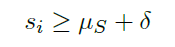 s_i ≥ μ_S + δ